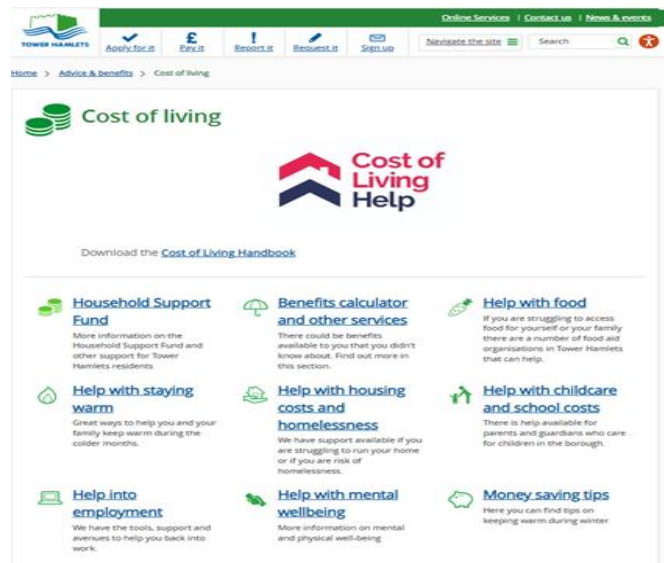 Online Services | Contact us | News & events
TOWER HAMLETS
Apply for it
Pay it
Report it
Request it
Sign up
Navigate the site
Search
Home > Advice & benefits > Cost of living
Cost of living
Cost of
Living
Help
Download the Cost of Living Handbook
Household Support
Fund
More information on the
Household Support Fund and
other support for Tower
Hamlets residents
Benefits calculator
and other services
There could be benefits
available to you that you didn't
know about. Find out more in
this section.
Help with food
If you are struggling to access
food for yourself or your family
there are a number of food aid
organisations in Tower Hamlets
that can help.
Help with staying
warm
Great ways to help you and your
family keep warm during the
colder months.
Help with housing
costs and
homelessness
We have support available if you
are struggling to run your home
or if you are risk of
homelessness.
Help with childcare
and school costs
There is help available for
parents and guardians who care
for children in the borough.
Help into
employment
We have the tools, support and
avenues to help you back into
work.
Help with mental
wellbeing
More information on mental
and physical well-being
Money saving tips
Here you can find tips on
keeping warm during winter